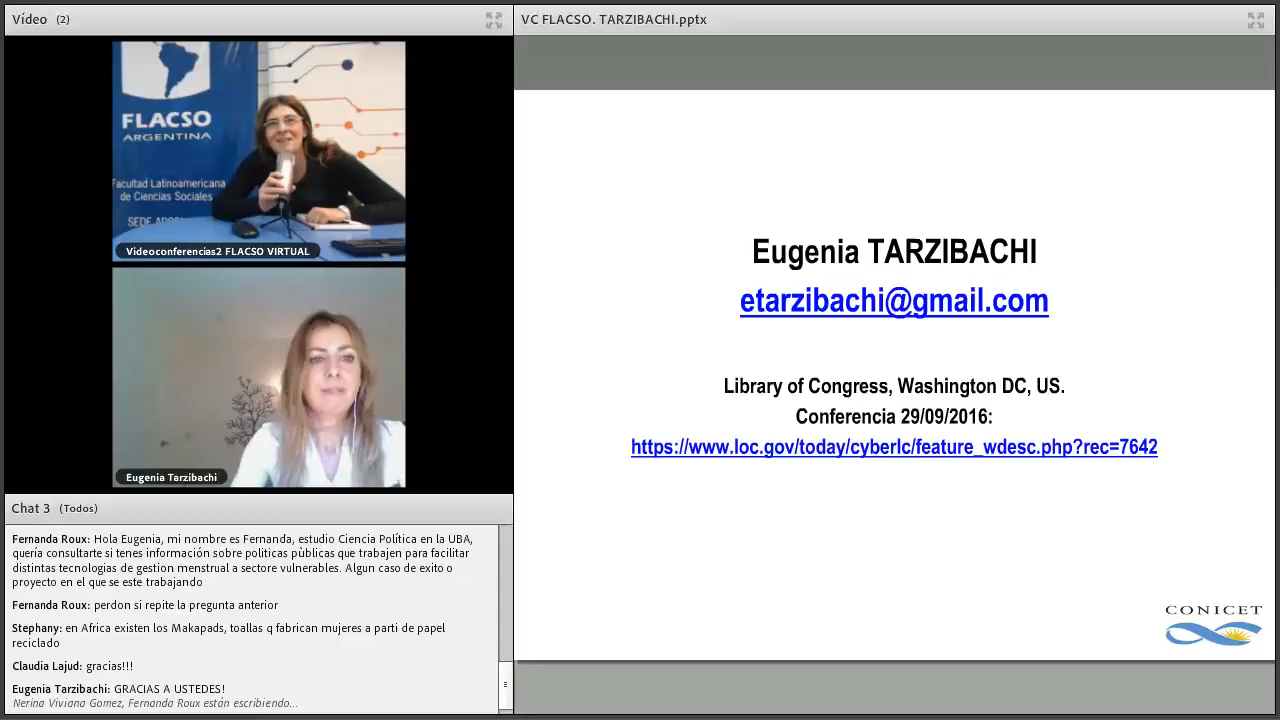 Vídeo (2)
FLACSO
ARGENTINA
Facultad Latinoamericana
de Ciencias Sociales
SEDE
Videoconferencias2 FLACSO VIRTUAL
Eugenia Tarzibachi
Chat 3 (Todos)
Fernanda Roux: Hola Eugenia, mi nombre es Fernanda, estudio Ciencia Política en la UBA,
quería consultarte si tenes información sobre politicas pùblicas que trabajen para facilitar
distintas tecnologias de gestion menstrual a sectore vulnerables. Algun caso de exito o
proyecto en el que se este trabajando
Fernanda Roux: perdon si repite la pregunta anterior
Stephany: en Africa existen los Makapads, toallas q fabrican mujeres a parti de papel
reciclado
Claudia Lajud: gracias!!!
Eugenia Tarzibachi: GRACIAS A USTEDES!
Nerina Viviana Gomez, Fernanda Roux están escribiendo...
VC FLACSO. TARZIBACHI.pptx
Eugenia TARZIBACHI
etarzibachi@gmail.com
Library of Congress, Washington DC, US.
Conferencia 29/09/2016:
https://www.loc.gov/today/cyberlc/feature_wdesc.php?rec=7642
CONICET